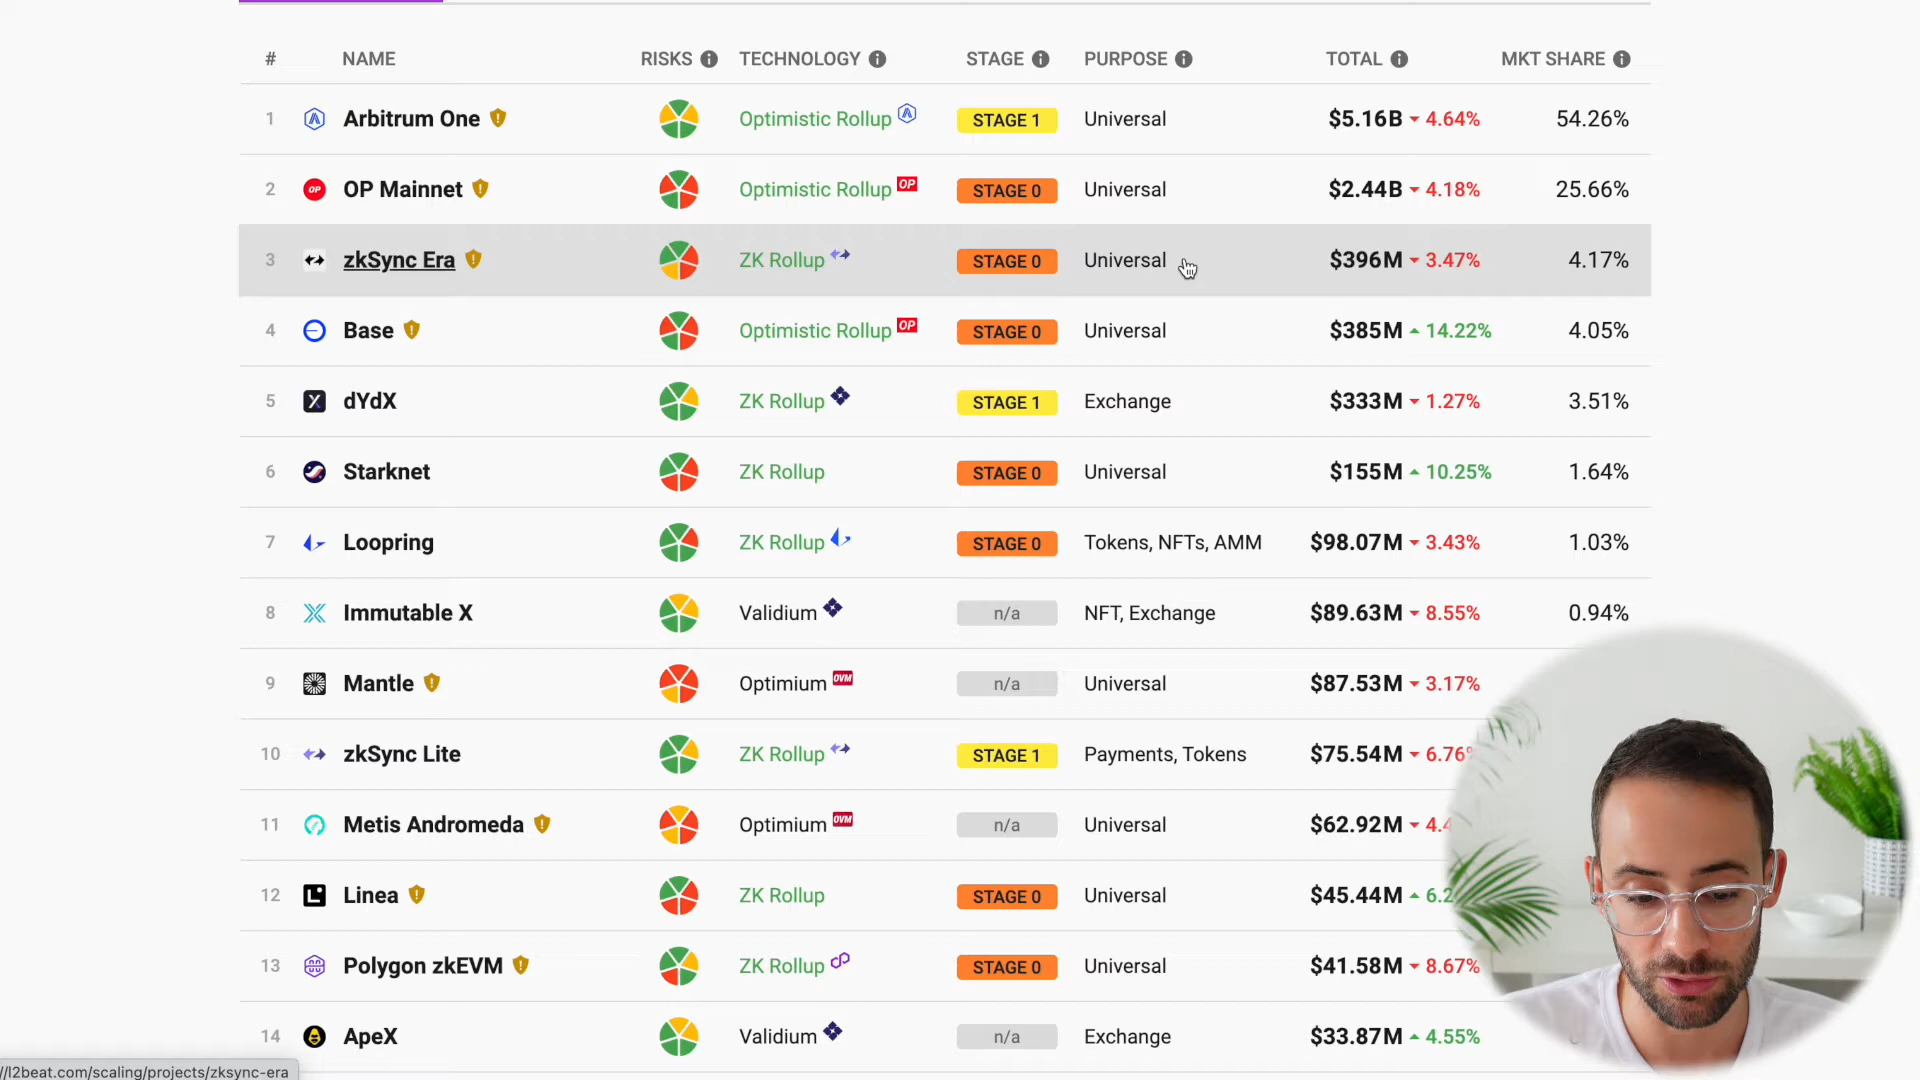 # NAME RISKS TECHNOLOGY STAGE PURPOSE TOTAL MKT SHARE
1 Arbitrum One Optimistic Rollup STAGE 1 Universal $5.16B 4.64% 54.26%
2 OP OP Mainnet Optimistic Rollup OP STAGE 0 Universal $2.44B 4.18% 25.66%
3 zkSync Era ZK Rollup STAGE 0 Universal $396M 3.47% 4.17%
4 Base Optimistic Rollup OP STAGE 0 Universal $385M 14.22% 4.05%
5 dYdX ZK Rollup STAGE 1 Exchange $333M 1.27% 3.51%
6 Starknet ZK Rollup STAGE 0 Universal $155M 10.25% 1.64%
7 Loopring ZK Rollup STAGE 0 Tokens, NFTs, AMM $98.07M 3.43% 1.03%
8 Immutable X Validium n/a NFT, Exchange $89.63M 8.55% 0.94%
9 Mantle Optimium OVM n/a Universal $87.53M 3.17%
10 zkSync Lite ZK Rollup STAGE 1 Payments, Tokens $75.54M 6.76%
11 Metis Andromeda Optimium OVM n/a Universal $62.92M
12 Linea ZK Rollup STAGE 0 Universal $45.44M
13 Polygon zkEVM ZK Rollup STAGE 0 Universal $41.58M 8.67%
14 ApeX Validium n/a Exchange $33.87M 4.55%
//l2beat.com/scaling/projects/zksync-era